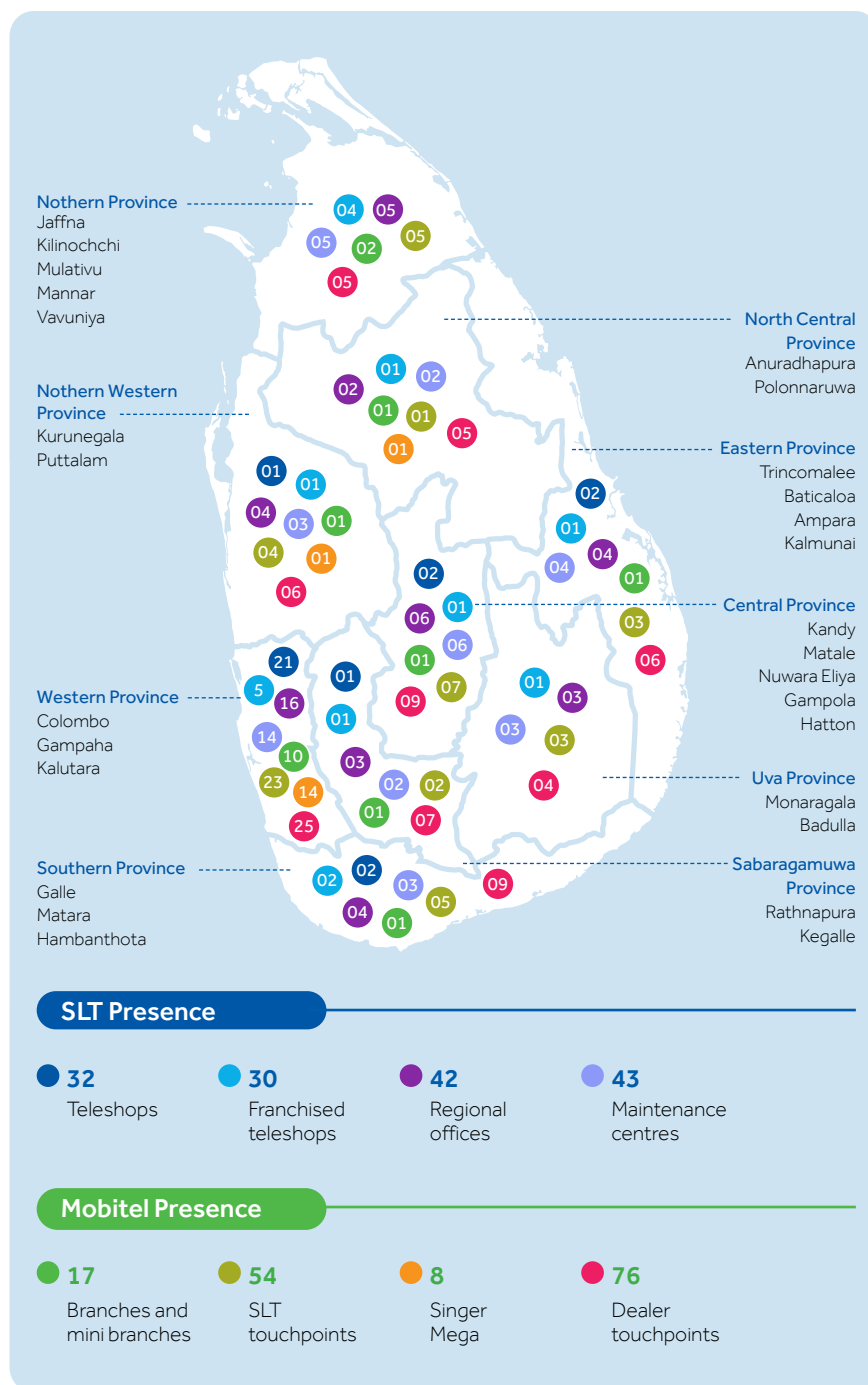 Nothern Province
Jaffna
Kilinochchi
Mulativu
Mannar
Vavuniya
04
05
05
05
02
05
North Central
Province
Anuradhapura
Polonnaruwa
01
02
02
01
01
05
01
Nothern Western
Province
Kurunegala
Puttalam
01
01
04
03
01
04
01
06
Eastern Province
Trincomalee
Baticaloa
Ampara
Kalmunai
02
01
04
04
01
03
06
Central Province
Kandy
Matale
Nuwara Eliya
Gampola
Hatton
02
01
06
06
01
07
09
Western Province
Colombo
Gampaha
Kalutara
21
5
16
14
10
23
14
25
01
01
03
02
02
01
07
Uva Province
Monaragala
Badulla
01
03
03
03
04
Southern Province
Galle
Matara
Hambanthota
02
02
03
09
05
04
01
Sabaragamuwa
Province
Rathnapura
Kegalle
SLT Presence
32
Teleshops
30
Franchised
teleshops
42
Regional
offices
43
Maintenance
centres
Mobitel Presence
17
Branches and
mini branches
54
SLT
touchpoints
8
Singer
Mega
76
Dealer
touchpoints